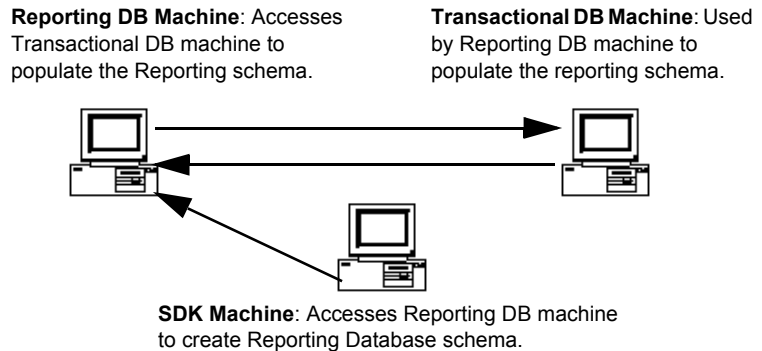 Reporting DB Machine: Accesses
Transactional DB machine to
populate the Reporting schema.
Transactional DB Machine: Used
by Reporting DB machine to
populate the reporting schema.
SDK Machine: Accesses Reporting DB machine
to create Reporting Database schema.